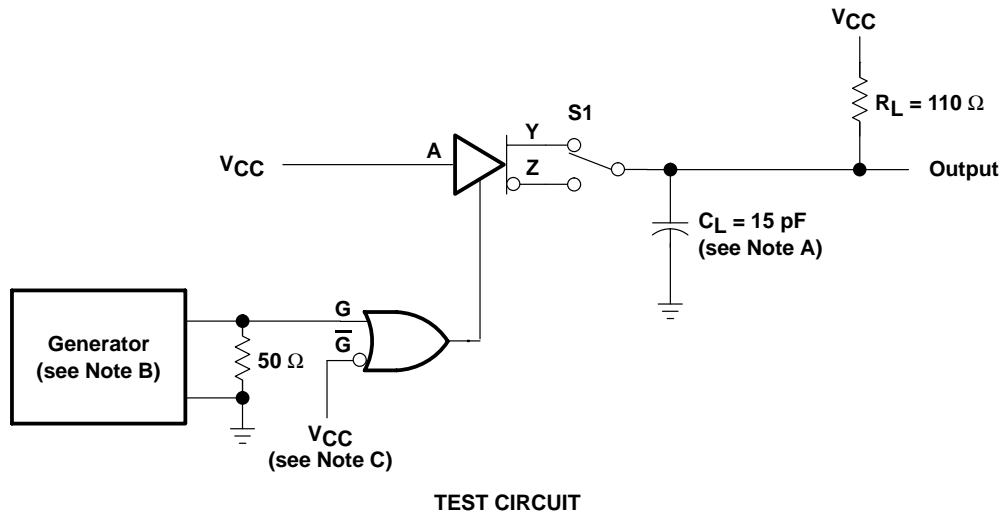 VCC
RL = 110 Ω
S1
Y
A
VCC
Z
Output
CL = 15 pF
(see Note A)
G
G̅
Generator
(see Note B)
50 Ω
VCC
(see Note C)
TEST CIRCUIT